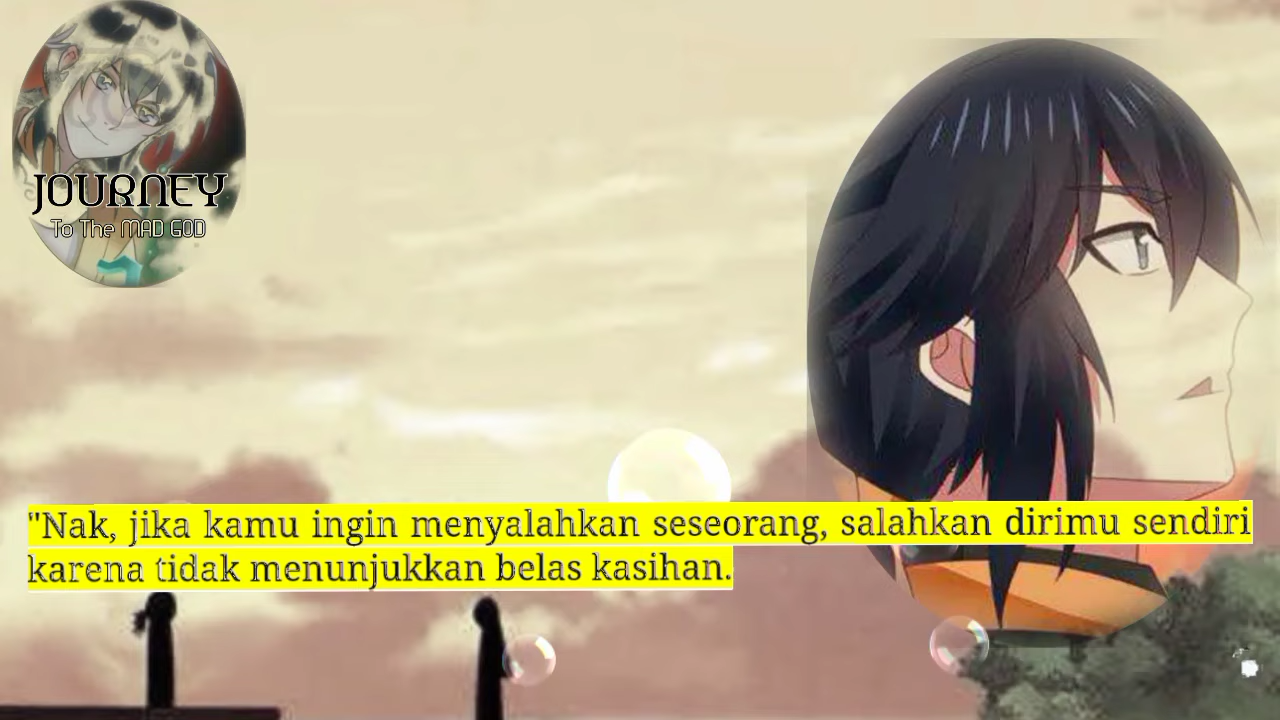 JOURNEY
To The MAD GOD
"Nak, jika kamu ingin menyalahkan seseorang, salahkan dirimu sendiri
karena tidak menunjukkan belas kasihan.